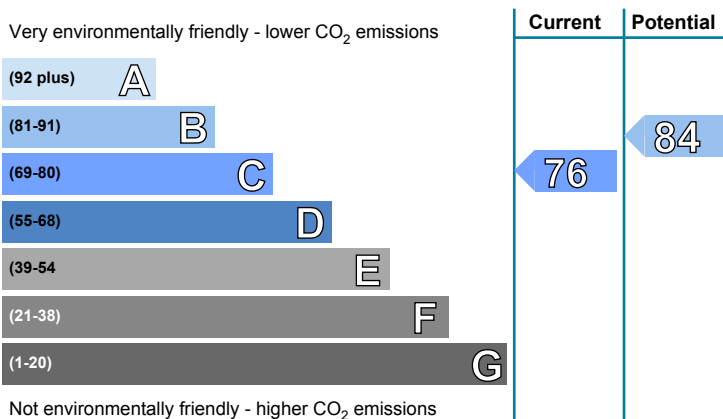 Very environmentally friendly - lower CO2 emissions
Current
Potential
(92 plus) A
(81-91) B
84
(69-80) C
76
(55-68) D
(39-54 E
(21-38) F
(1-20) G
Not environmentally friendly - higher CO2 emissions